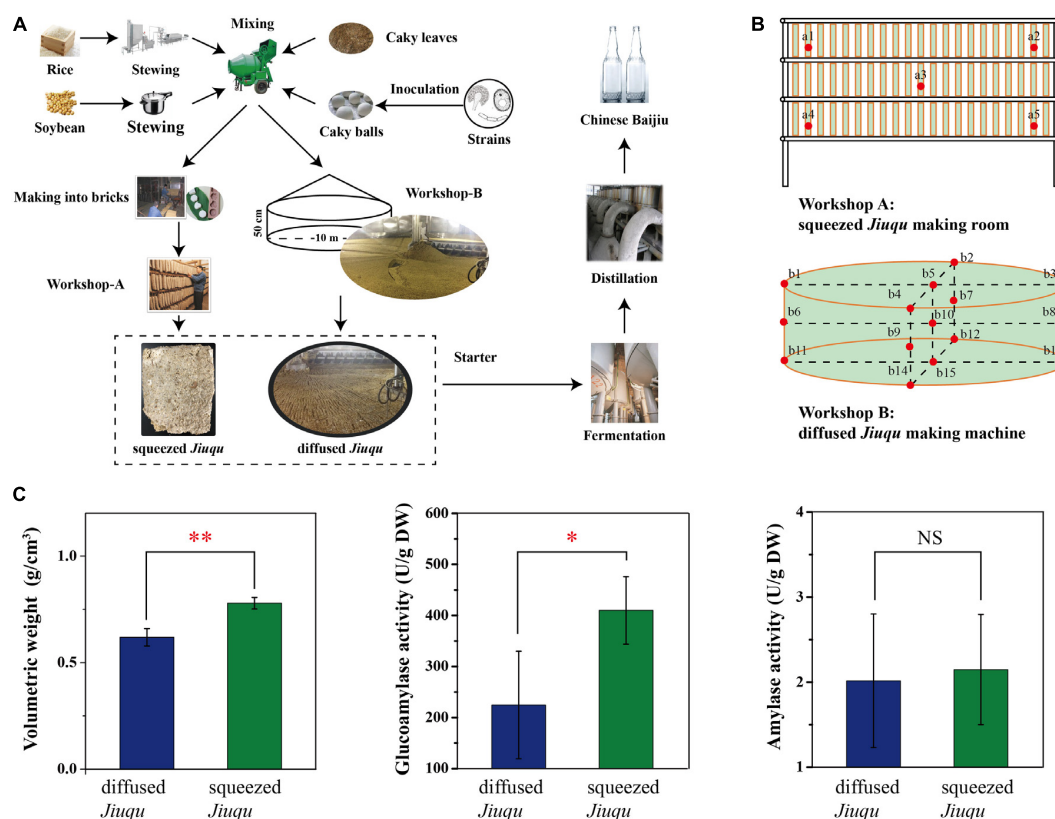 A
Mixing
Rice
Stewing
Caky leaves
Soybean
Stewing
Caky balls
Inoculation
Strains
Making into bricks
Workshop-B
50 cm
-10 m
Workshop-A
squeezed Jiuqu
diffused Jiuqu
Starter
Chinese Baijiu
Distillation
Fermentation
B
a1
a2
a3
a4
a5
Workshop A:
squeezed Jiuqu making room
b1
b2
b3
b4
b5
b6
b7
b8
b9
b10
b11
b12
b14
b15
Workshop B:
diffused Jiuqu making machine
C
Volumetric weight (g/cm³)
1.0
0.5
0.0
**
diffused
Jiuqu
squeezed
Jiuqu
Glucoamylase activity (U/g DW)
600
500
400
300
200
100
*
diffused
Jiuqu
squeezed
Jiuqu
Amylase activity (U/g DW)
4
3
2
1
NS
diffused
Jiuqu
squeezed
Jiuqu